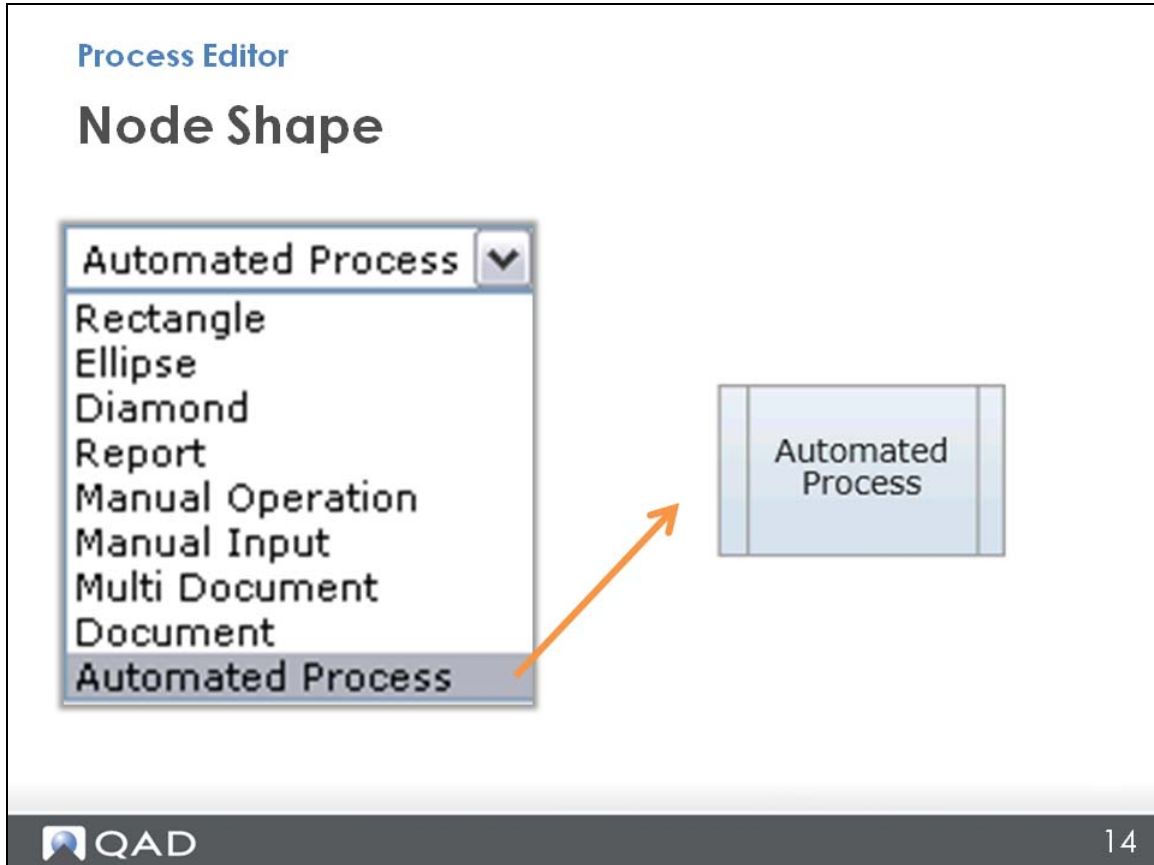 Process Editor
Node Shape
Automated Process
Rectangle
Ellipse
Diamond
Report
Manual Operation
Manual Input
Multi Document
Document
Automated Process
Automated
Process
QAD
14